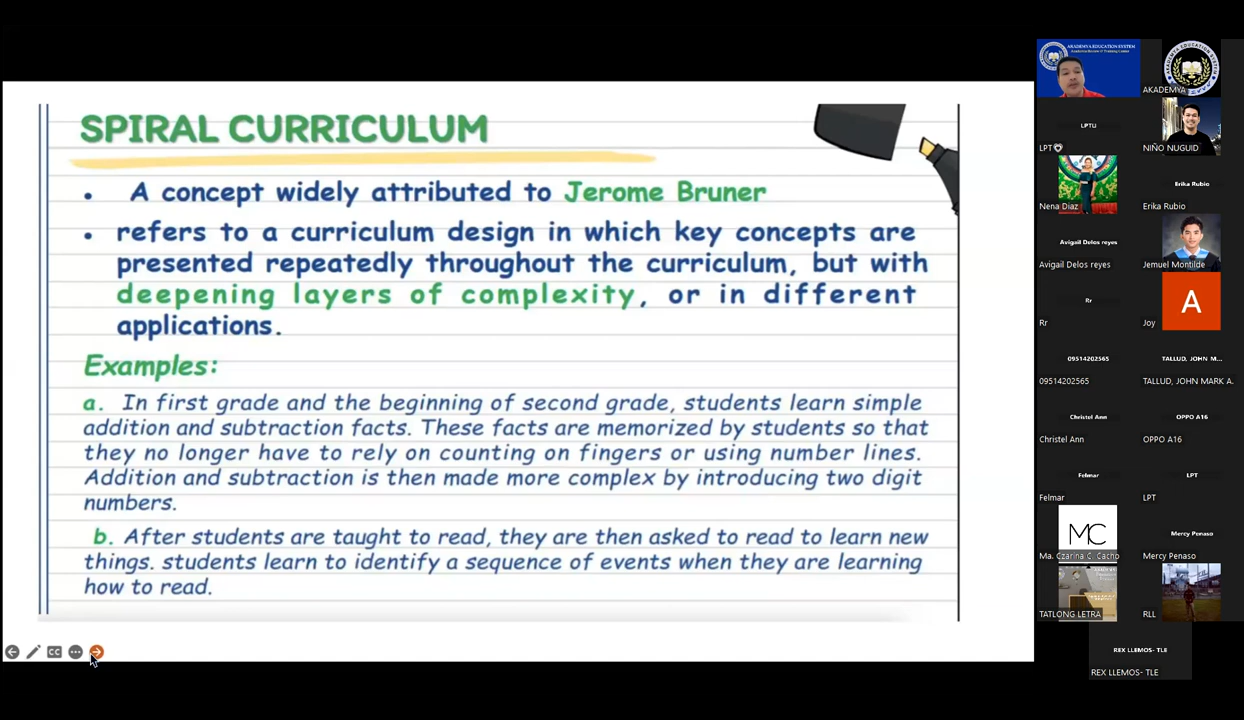 SPIRAL CURRICULUM
• A concept widely attributed to Jerome Bruner
• refers to a curriculum design in which key concepts are
presented repeatedly throughout the curriculum, but with
deepening layers of complexity, or in different
applications.
Examples:
a. In first grade and the beginning of second grade, students learn simple
addition and subtraction facts. These facts are memorized by students so that
they no longer have to rely on counting on fingers or using number lines.
Addition and subtraction is then made more complex by introducing two digit
numbers.
b. After students are taught to read, they are then asked to read to learn new
things. students learn to identify a sequence of events when they are learning
how to read.
CC
AKADEMYA EDUCATION SYSTEM
AKADEMYA
LPTU
LPT
NIÑO NUGUID
Nena Diaz
Erika Rubio
Erika Rubio
Avigail Delos reyes
Avigail Delos reyes
Jemuel Montilde
Rr
Rr
A
Joy
09514202565
09514202565
TALLUD, JOHN M...
TALLUD, JOHN MARK A.
Christel Ann
Christel Ann
OPPO A16
OPPO A16
Felmar
Felmar
LPT
LPT
MC
Ma. Czarina C. Cacho
Mercy Penaso
Mercy Penaso
TATLONG LETRA
RLL
REX LLEMOS- TLE
REX LLEMOS- TLE